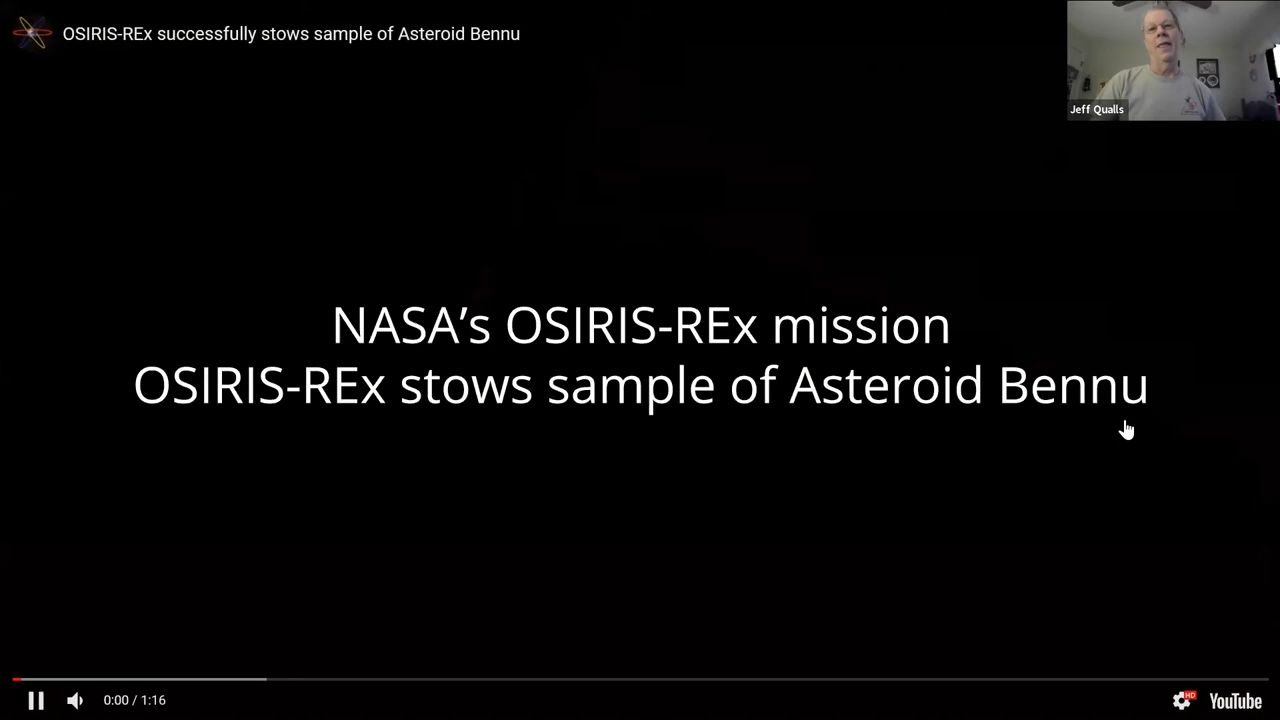 OSIRIS-REx successfully stows sample of Asteroid Bennu
Jeff Qualls
NASA’s OSIRIS-REx mission
OSIRIS-REx stows sample of Asteroid Bennu
0:00 / 1:16
HD
YouTube